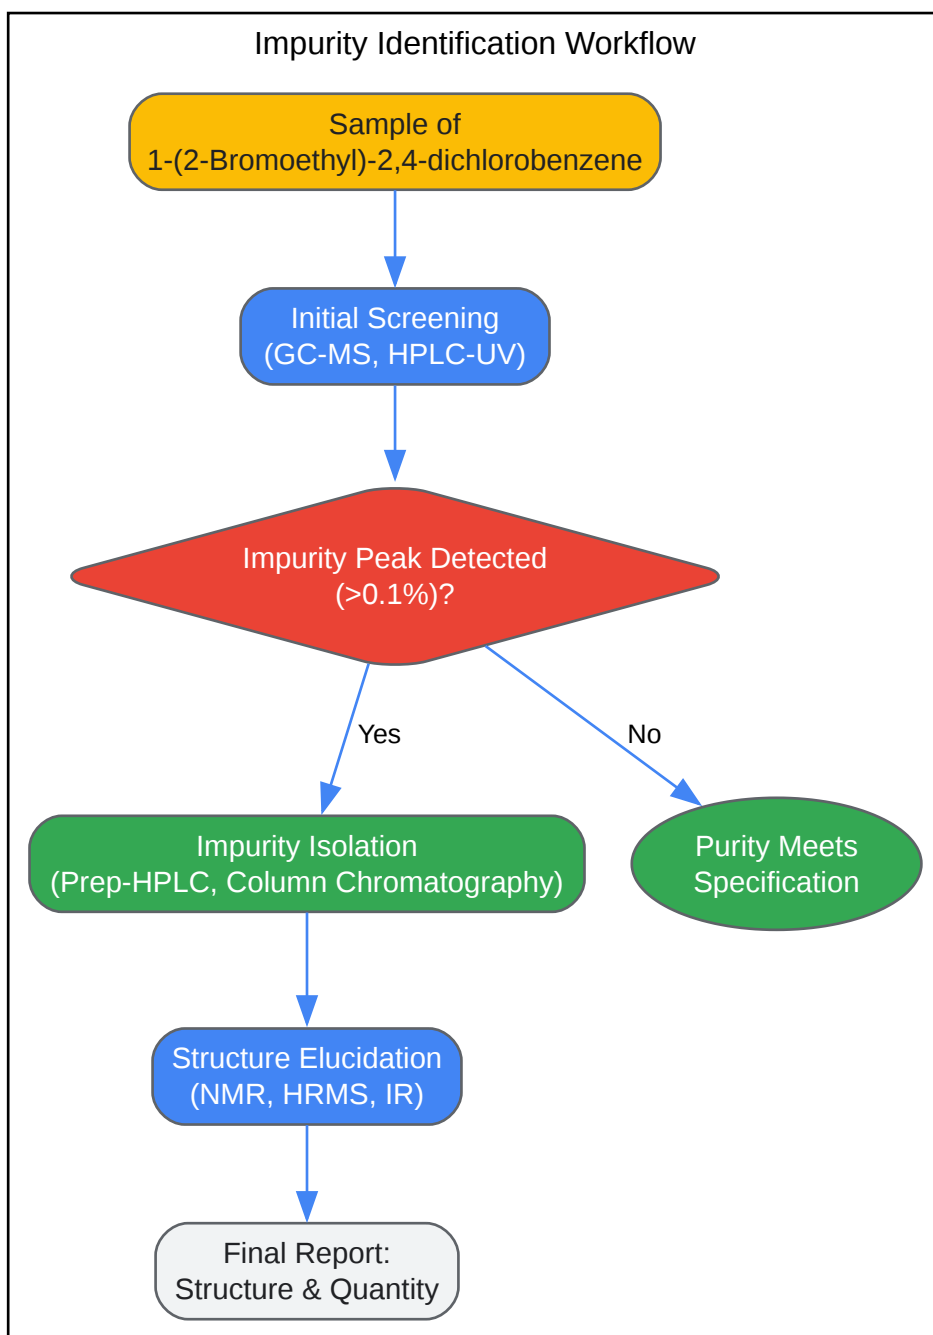 Impurity Identification Workflow
Sample of
1-(2-Bromoethyl)-2,4-dichlorobenzene
Initial Screening
(GC-MS, HPLC-UV)
Impurity Peak Detected
(>0.1%)?
Yes
No
Impurity Isolation
(Prep-HPLC, Column Chromatography)
Purity Meets
Specification
Structure Elucidation
(NMR, HRMS, IR)
Final Report:
Structure & Quantity